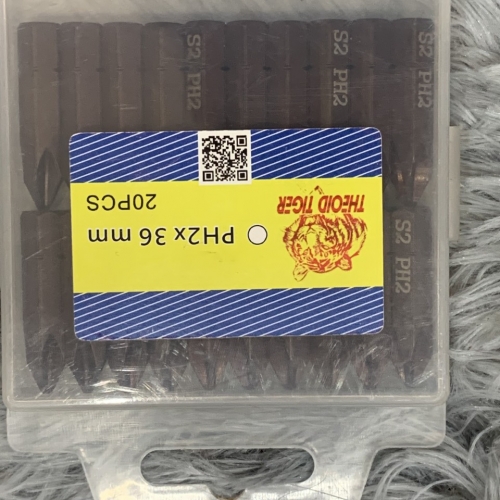 THEOID TIGER
PH2x 36 mm
20PCS
S2 PH2
S2 PH2
S2 PH2
S2 PH2